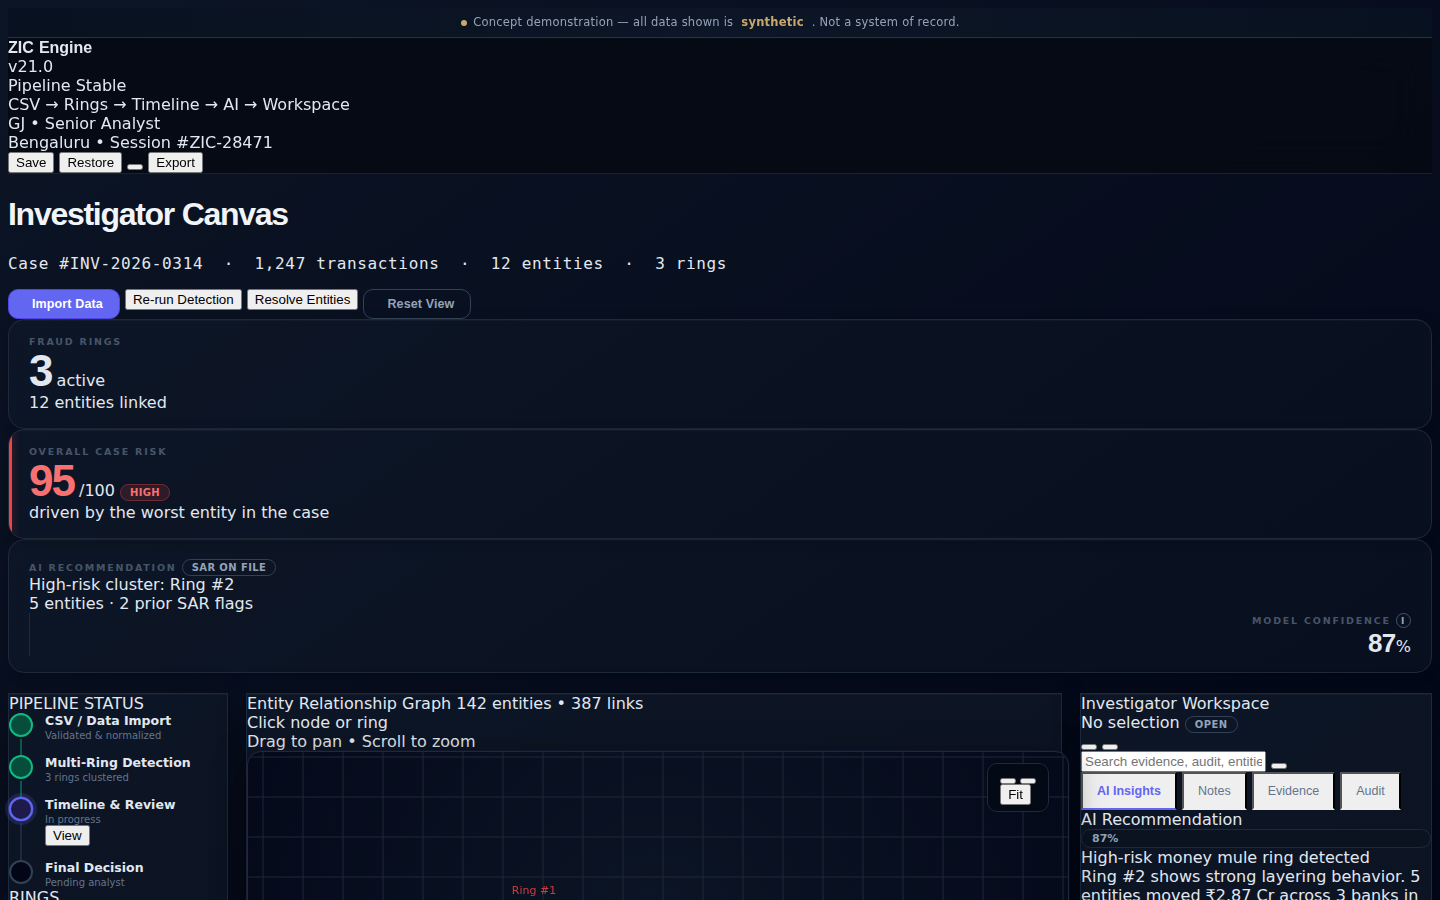 Concept demonstration — all data shown is synthetic . Not a system of record.
ZIC Engine
v21.0
Pipeline Stable
CSV → Rings → Timeline → AI → Workspace
GJ • Senior Analyst
Bengaluru • Session #ZIC-28471
Save Restore Export
Investigator Canvas
Case #INV-2026-0314 · 1,247 transactions · 12 entities · 3 rings
Import Data Re-run Detection Resolve Entities Reset View
FRAUD RINGS
3 active
12 entities linked
OVERALL CASE RISK
95 /100 HIGH
driven by the worst entity in the case
AI RECOMMENDATION SAR ON FILE
High-risk cluster: Ring #2
5 entities · 2 prior SAR flags
MODEL CONFIDENCE I
87%
PIPELINE STATUS
CSV / Data Import
Validated & normalized
Multi-Ring Detection
3 rings clustered
Timeline & Review
In progress
View
Final Decision
Pending analyst
RINGS
Entity Relationship Graph 142 entities • 387 links
Click node or ring
Drag to pan • Scroll to zoom
Fit
Ring #1
Investigator Workspace
No selection OPEN
Search evidence, audit, entitie
AI Insights Notes Evidence Audit
AI Recommendation
87%
High-risk money mule ring detected
Ring #2 shows strong layering behavior. 5
entities moved ₹2.87 Cr across 3 banks in